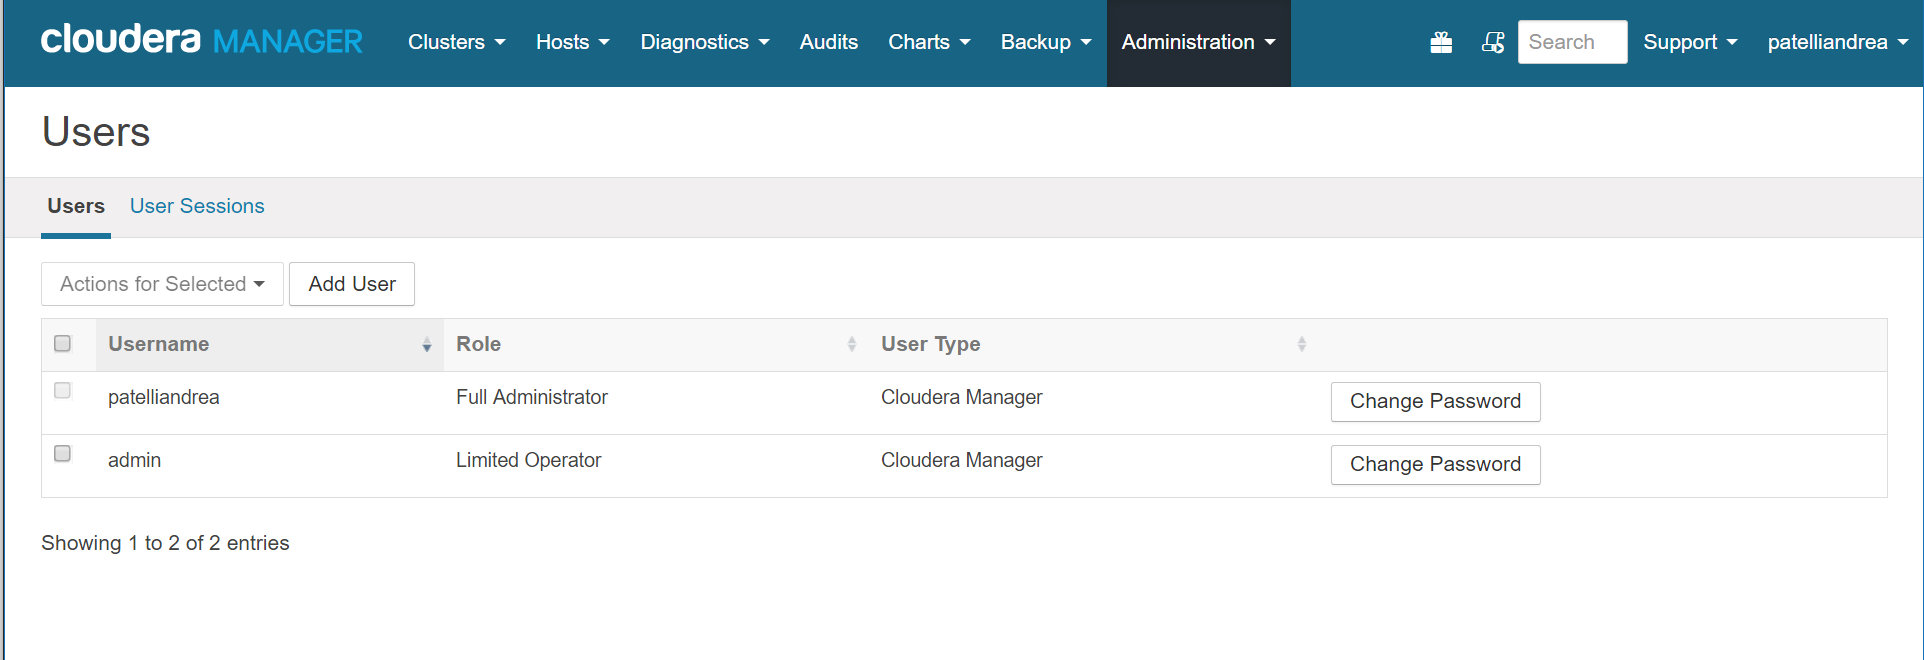 cloudera MANAGER Clusters Hosts Diagnostics Audits Charts Backup Administration Search Support patelliandrea
Users
Users User Sessions
Actions for Selected Add User
Username Role User Type
patelliandrea Full Administrator Cloudera Manager Change Password
admin Limited Operator Cloudera Manager Change Password
Showing 1 to 2 of 2 entries